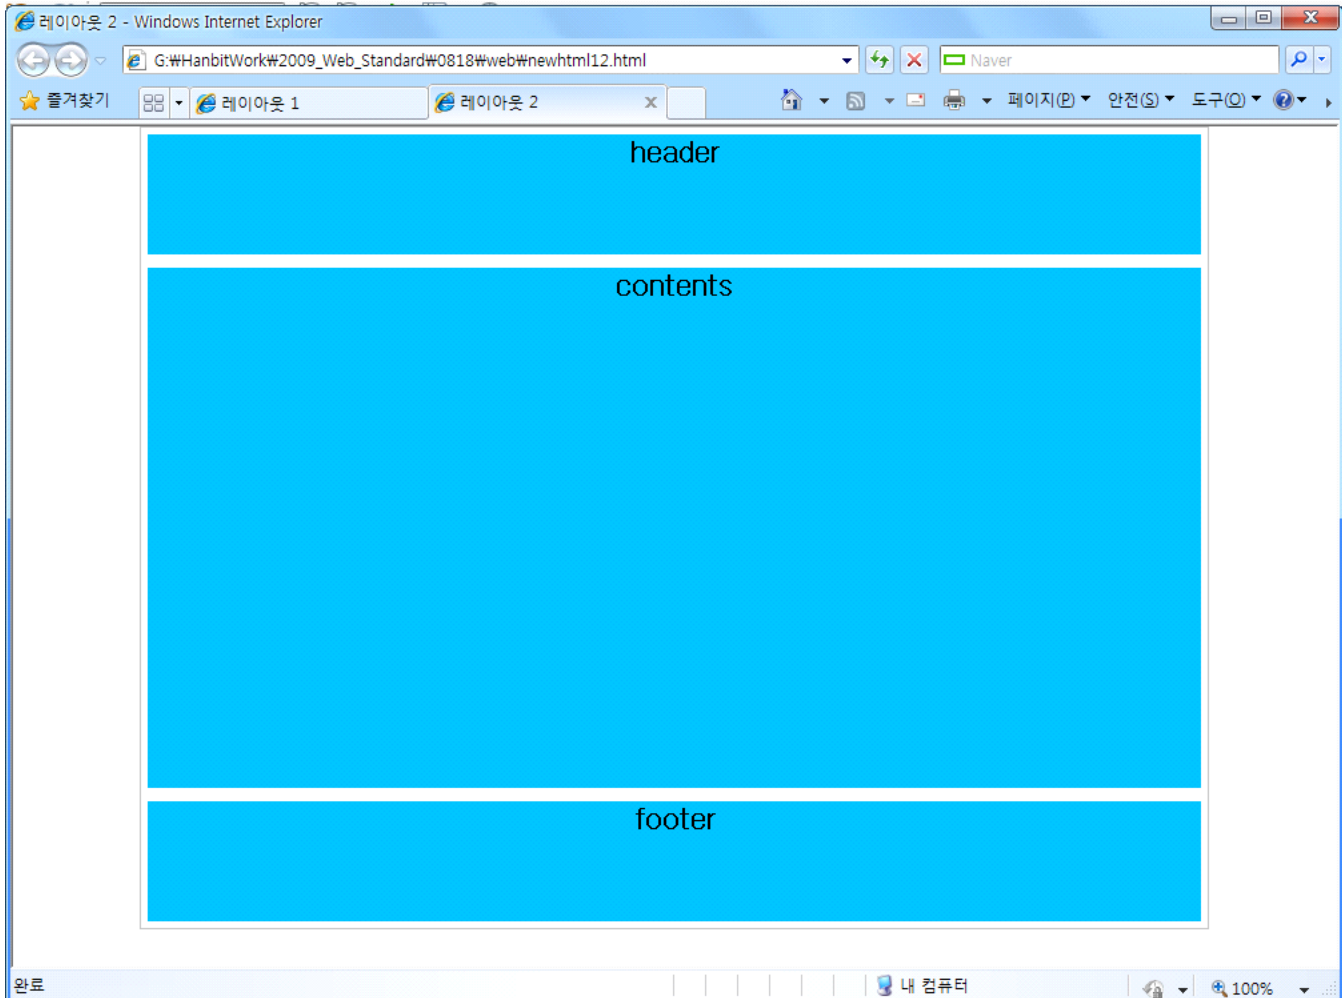 레이아웃 2 - Windows Internet Explorer
G:₩HanbitWork₩2009_Web_Standard₩0818₩web₩newhtml12.html
Naver
즐겨찾기
레이아웃 1
레이아웃 2
페이지(P)
안전(S)
도구(O)
header
contents
footer
완료
내 컴퓨터
100%